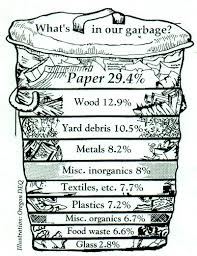 What's in our garbage?
Paper 29.4%
Wood 12.9%
Yard debris 10.5%
Metals 8.2%
Misc. inorganics 8%
Textiles, etc. 7.7%
Plastics 7.2%
Misc. organics 6.7%
Food waste 6.6%
Glass 2.8%
Illustration: Oregon DEQ